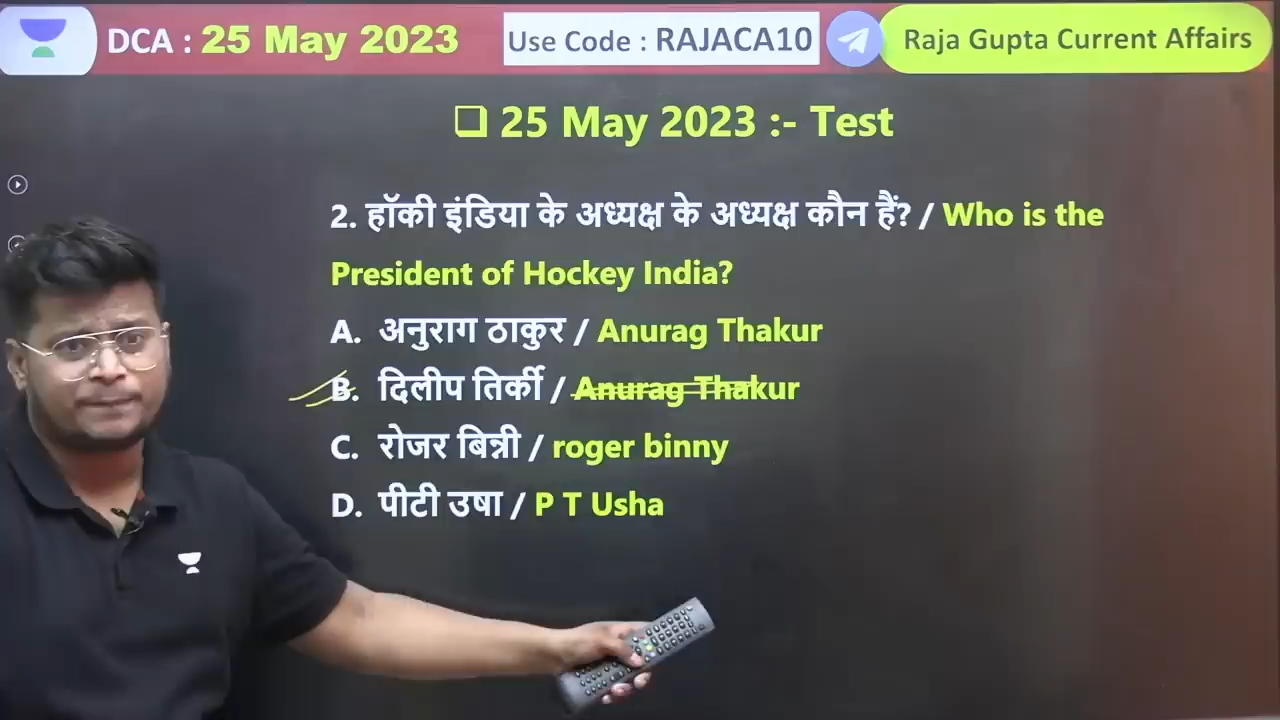 DCA : 25 May 2023
Use Code : RAJACA10
Raja Gupta Current Affairs
❑ 25 May 2023 :- Test
2. हॉकी इंडिया के अध्यक्ष के अध्यक्ष कौन हैं? / Who is the
President of Hockey India?
A. अनुराग ठाकुर / Anurag Thakur
B. दिलीप तिर्की / Anurag Thakur
C. रोजर बिन्नी / roger binny
D. पीटी उषा / P T Usha